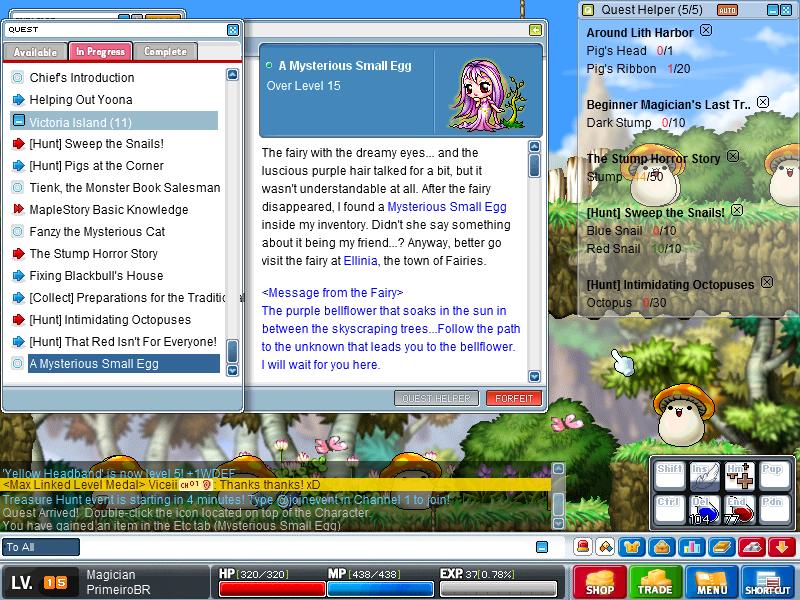 QUEST
Available In Progress Complete
Chief's Introduction
Helping Out Yoona
Victoria Island (11)
[Hunt] Sweep the Snails!
[Hunt] Pigs at the Corner
Tienk, the Monster Book Salesman
MapleStory Basic Knowledge
Fanzy the Mysterious Cat
The Stump Horror Story
Fixing Blackbull's House
[Collect] Preparations for the Traditional
[Hunt] Intimidating Octopuses
[Hunt] That Red Isn't For Everyone!
A Mysterious Small Egg
A Mysterious Small Egg
Over Level 15
The fairy with the dreamy eyes... and the
luscious purple hair talked for a bit, but it
wasn't understandable at all. After the fairy
disappeared, I found a Mysterious Small Egg
inside my inventory. Didn't she say something
about it being my friend...? Anyway, better go
visit the fairy at Ellinia, the town of Fairies.
<Message from the Fairy>
The purple bellflower that soaks in the sun in
between the skyscraping trees...Follow the path
to the unknown that leads you to the bellflower.
I will wait for you here.
QUEST HELPER FORFEIT
Quest Helper (5/5) AUTO
Around Lith Harbor
Pig's Head 0/1
Pig's Ribbon 1/20
Beginner Magician's Last Tr..
Dark Stump 0/10
The Stump Horror Story
Stump /50
[Hunt] Sweep the Snails!
Blue Snail 0/10
Red Snail 10/10
[Hunt] Intimidating Octopuses
Octopus 0/30
'Yellow Headband' is now level 5! +1WDEF
<Max Linked Level Medal> Viceii CH01 : Thanks thanks! xD
Treasure Hunt event is starting in 4 minutes! Type @joinevent in Channel 1 to join!
Quest Arrived! Double-click the icon located on top of the Character.
You have gained an item in the Etc tab (Mysterious Small Egg)
Shift Ins Hm Pup
Ctrl Del End Pdn
104 77
To All
LV. 15 Magician
PrimeiroBR
HP[320/320] MP[438/438] EXP 37[0.78%]
SHOP TRADE MENU SHORTCUT